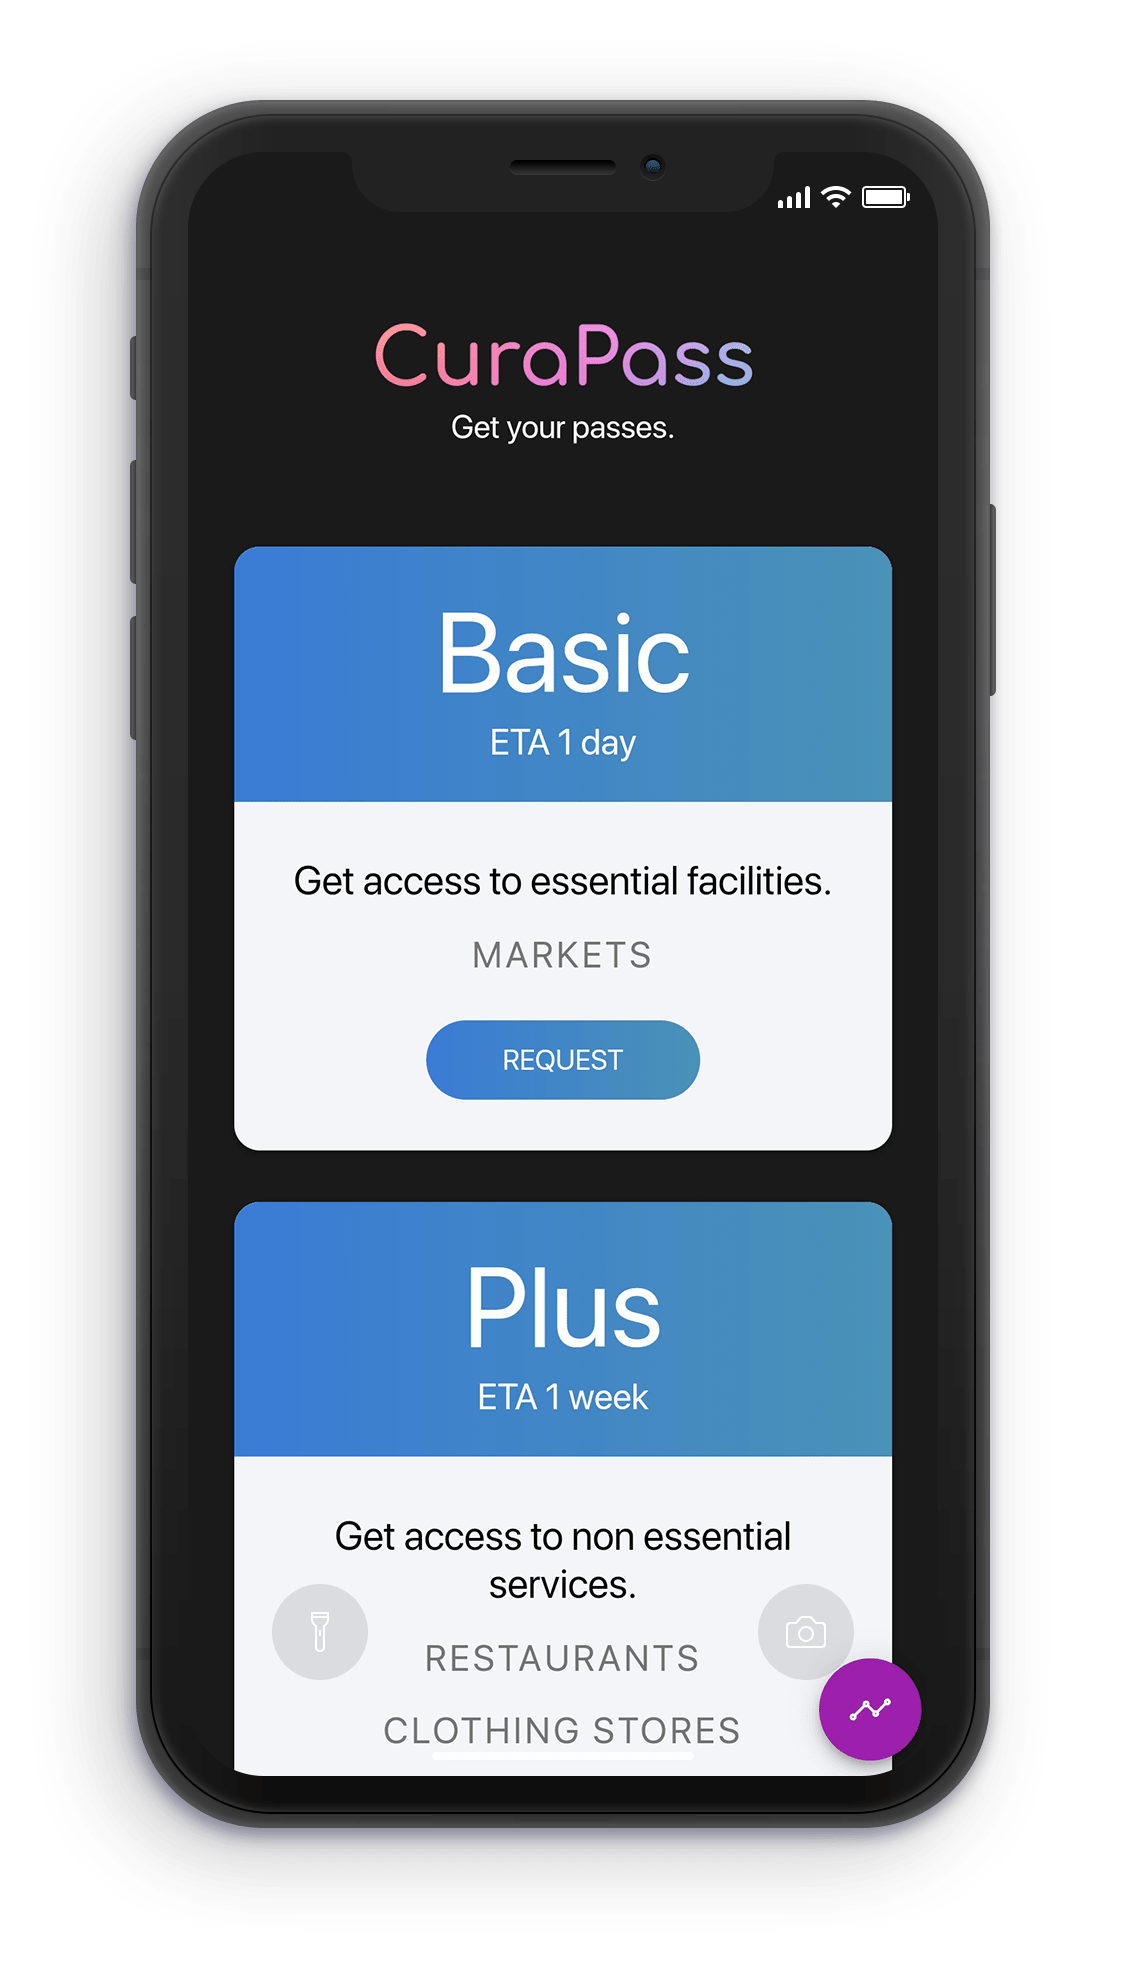 CuraPass
Get your passes.
Basic
ETA 1 day
Get access to essential facilities.
MARKETS
REQUEST
Plus
ETA 1 week
Get access to non essential
services.
RESTAURANTS
CLOTHING STORES